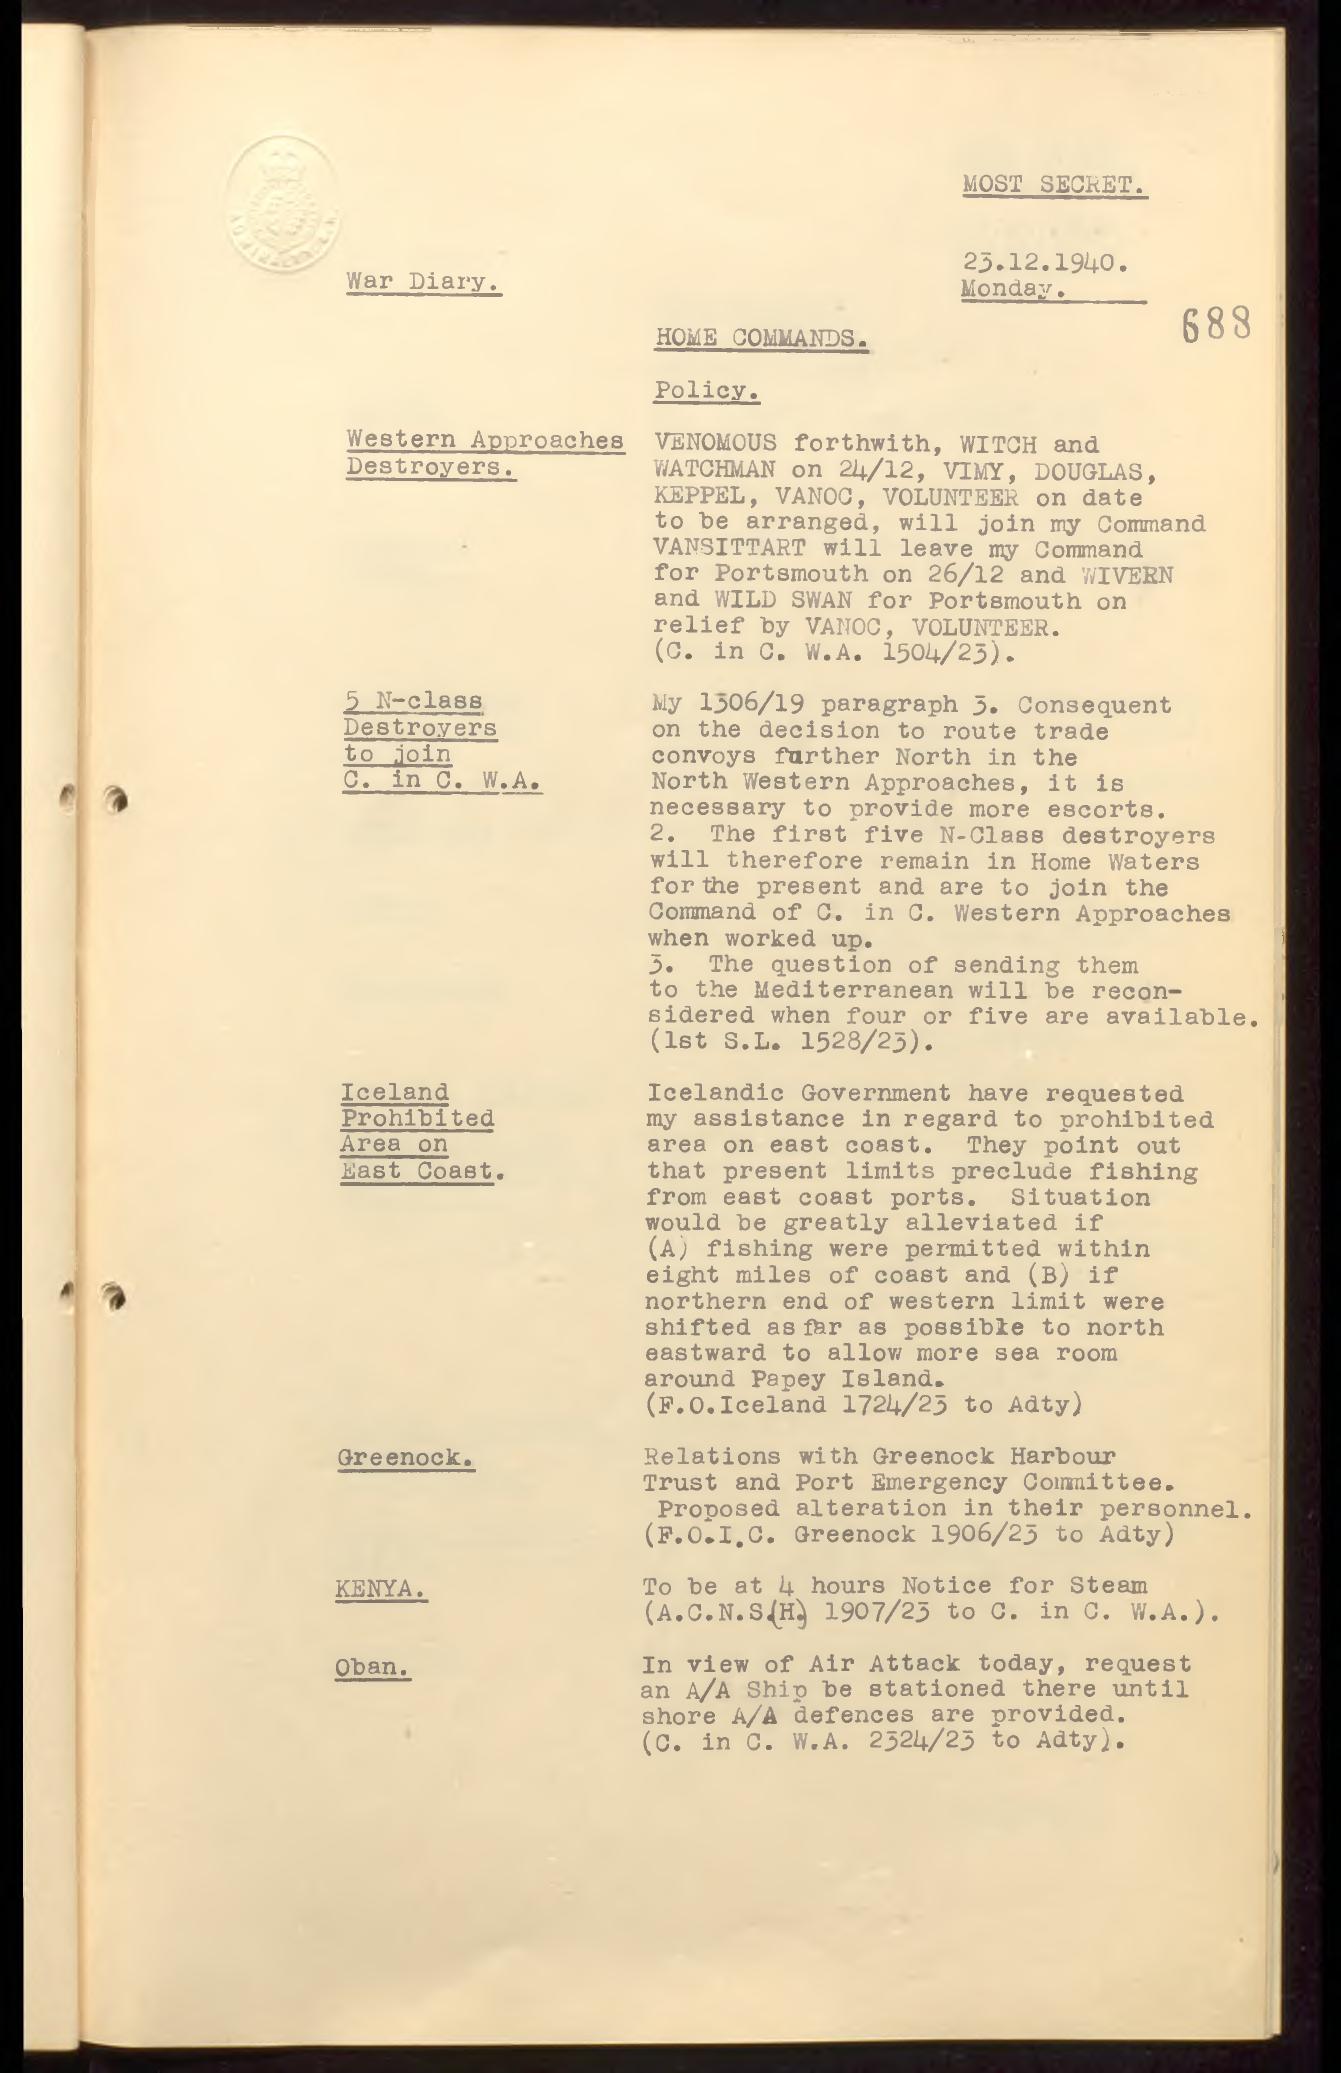 MOST SECRET.
23.12.1940.
War Diary.
Monday.
688
HOME COMMANDS.
Policy.
Western Approaches
Destroyers.
VENOMOUS forthwith, WITCH and
WATCHMAN on 24/12, VIMY, DOUGLAS,
KEPPEL, VANOC, VOLUNTEER on date
to be arranged, will join my Command
VANSITTART will leave my Command
for Portsmouth on 26/12 and WIVERN
and WILD SWAN for Portsmouth on
relief by VANOC, VOLUNTEER.
(C. in C. W.A. 1504/23).
5 N-class
Destroyers
to join
C. in C. W.A.
My 1306/19 paragraph 3. Consequent
on the decision to route trade
convoys further North in the
North Western Approaches, it is
necessary to provide more escorts.
2. The first five N-Class destroyers
will therefore remain in Home Waters
for the present and are to join the
Command of C. in C. Western Approaches
when worked up.
3. The question of sending them
to the Mediterranean will be recon-
sidered when four or five are available.
(1st S.L. 1528/23).
Iceland
Prohibited
Area on
East Coast.
Icelandic Government have requested
my assistance in regard to prohibited
area on east coast. They point out
that present limits preclude fishing
from east coast ports. Situation
would be greatly alleviated if
(A) fishing were permitted within
eight miles of coast and (B) if
northern end of western limit were
shifted as far as possible to north
eastward to allow more sea room
around Papey Island.
(F.O.Iceland 1724/23 to Adty)
Greenock.
Relations with Greenock Harbour
Trust and Port Emergency Committee.
Proposed alteration in their personnel.
(F.O.I.C. Greenock 1906/23 to Adty)
KENYA.
To be at 4 hours Notice for Steam
(A.C.N.S.(H) 1907/23 to C. in C. W.A.).
Oban.
In view of Air Attack today, request
an A/A Ship be stationed there until
shore A/A defences are provided.
(C. in C. W.A. 2324/23 to Adty).